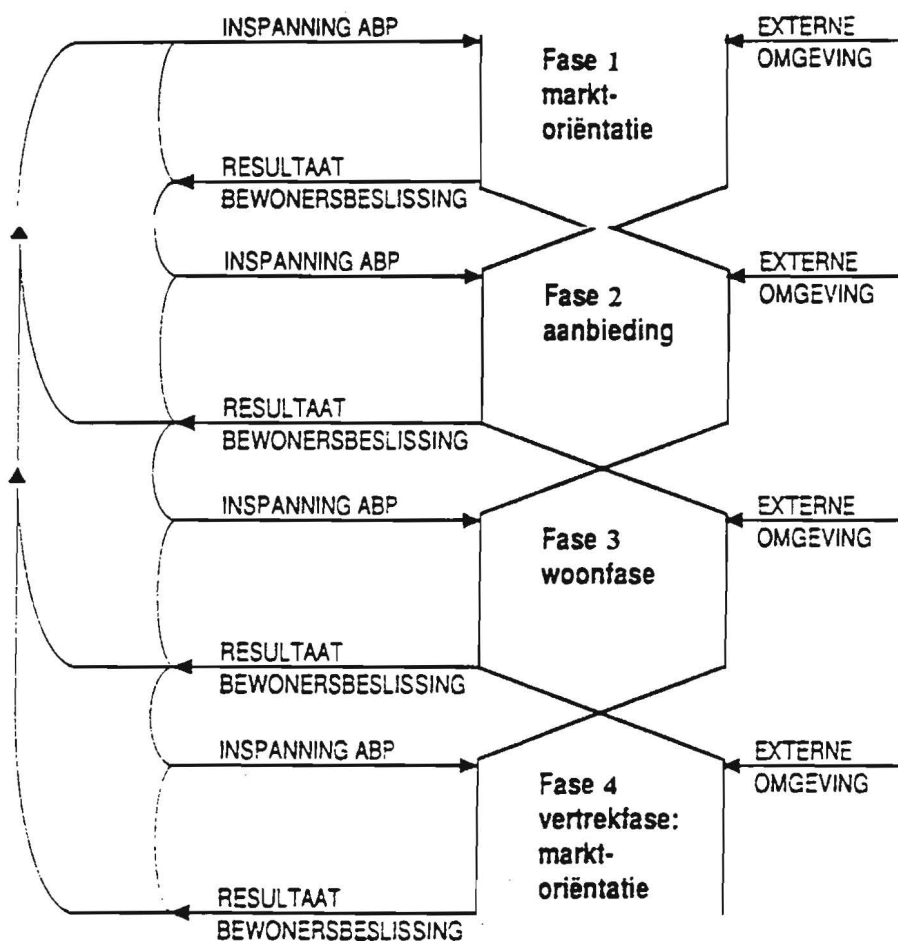 INSPANNING ABP
EXTERNE
OMGEVING
Fase 1
markt-
oriëntatie
RESULTAAT
BEWONERSBESLISSING
INSPANNING ABP
EXTERNE
OMGEVING
Fase 2
aanbieding
RESULTAAT
BEWONERSBESLISSING
INSPANNING ABP
EXTERNE
OMGEVING
Fase 3
woonfase
RESULTAAT
BEWONERSBESLISSING
INSPANNING ABP
EXTERNE
OMGEVING
Fase 4
vertrekfase:
markt-
oriëntatie
RESULTAAT
BEWONERSBESLISSING